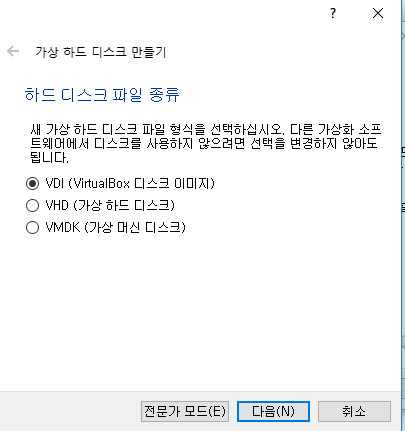 ?
가상 하드 디스크 만들기
하드 디스크 파일 종류
새 가상 하드 디스크 파일 형식을 선택하십시오. 다른 가상화 소프
트웨어에서 디스크를 사용하지 않으려면 선택을 변경하지 않아도
됩니다.
VDI (VirtualBox 디스크 이미지)
VHD (가상 하드 디스크)
VMDK (가상 머신 디스크)
전문가 모드(E)
다음(N)
취소